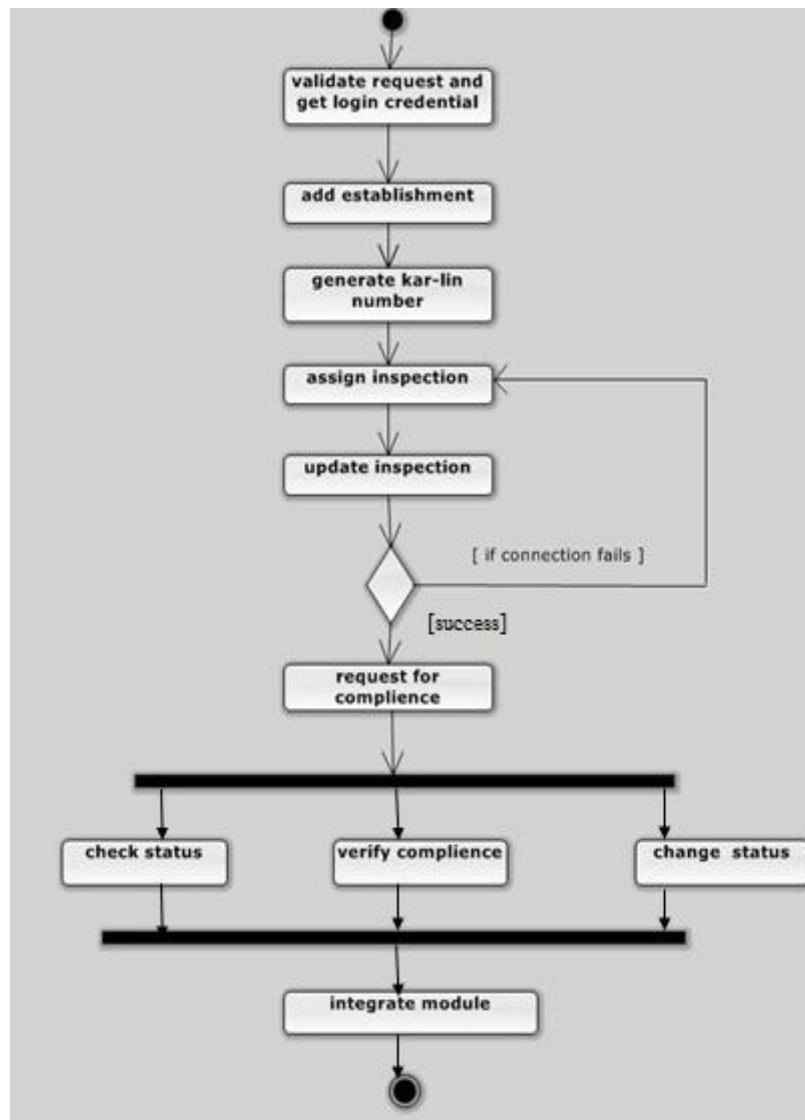 validate request and
get login credential
add establishment
generate kar-lin
number
assign inspection
update inspection
[ if connection fails ]
[success]
request for
complience
check status
verify complience
change status
integrate module